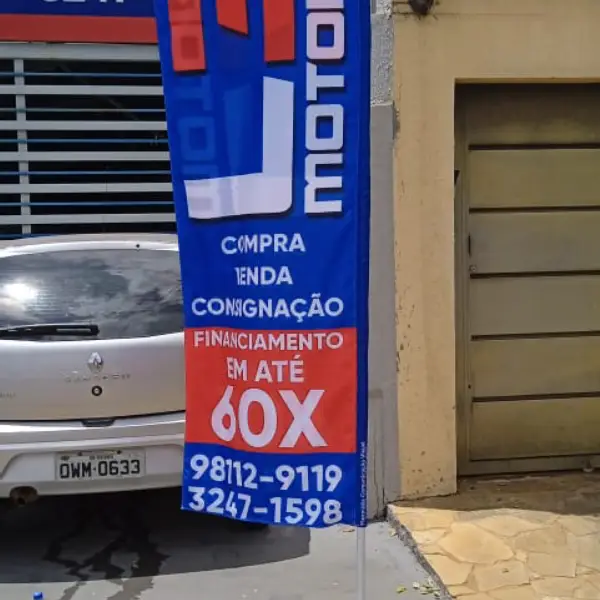 MOTO
COMPRA
VENDA
CONSIGNAÇÃO
FINANCIAMENTO
EM ATÉ
60X
98112-9119
3247-1598
OWM-0633